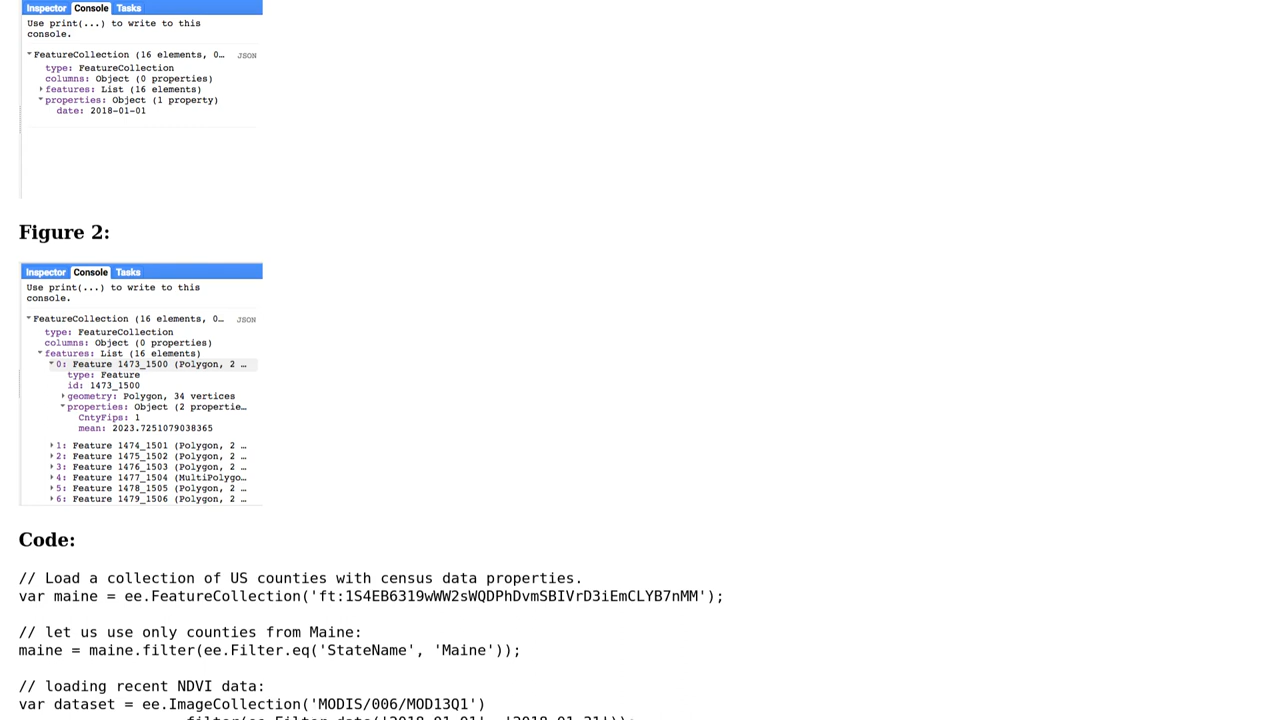 Inspector Console Tasks
Use print(...) to write to this
console.
FeatureCollection (16 elements, 0… JSON
type: FeatureCollection
columns: Object (0 properties)
features: List (16 elements)
properties: Object (1 property)
date: 2018-01-01
Figure 2:
Inspector Console Tasks
Use print(...) to write to this
console.
FeatureCollection (16 elements, 0… JSON
type: FeatureCollection
columns: Object (0 properties)
features: List (16 elements)
0: Feature 1473_1500 (Polygon, 2 …
type: Feature
id: 1473_1500
geometry: Polygon, 34 vertices
properties: Object (2 propertie…
CntyFips: 1
mean: 2023.7251079038365
1: Feature 1474_1501 (Polygon, 2 …
2: Feature 1475_1502 (Polygon, 2 …
3: Feature 1476_1503 (Polygon, 2 …
4: Feature 1477_1504 (MultiPolygo…
5: Feature 1478_1505 (Polygon, 2 …
6: Feature 1479_1506 (Polygon, 2 …
Code:
// Load a collection of US counties with census data properties.
var maine = ee.FeatureCollection('ft:1S4EB6319wWW2sWQDPhDvmSBIVrD3iEmCLYB7nMM');
// let us use only counties from Maine:
maine = maine.filter(ee.Filter.eq('StateName', 'Maine'));
// loading recent NDVI data:
var dataset = ee.ImageCollection('MODIS/006/MOD13Q1')